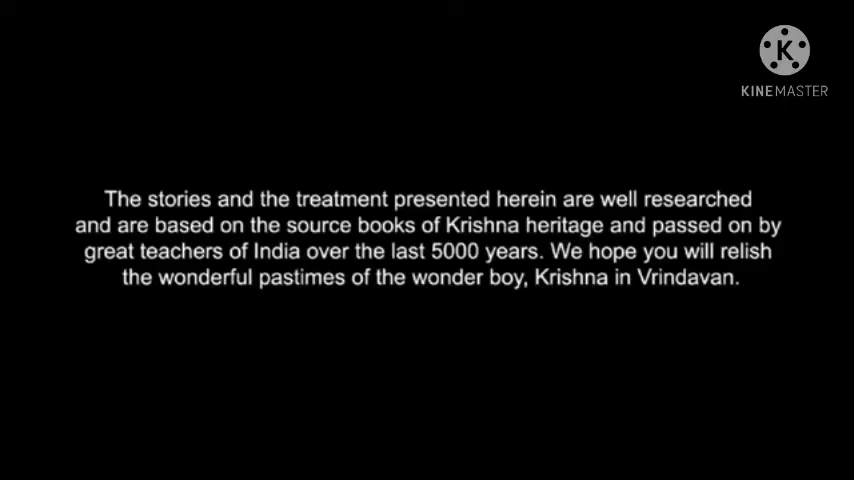 KINEMASTER
The stories and the treatment presented herein are well researched
and are based on the source books of Krishna heritage and passed on by
great teachers of India over the last 5000 years. We hope you will relish
the wonderful pastimes of the wonder boy, Krishna in Vrindavan.